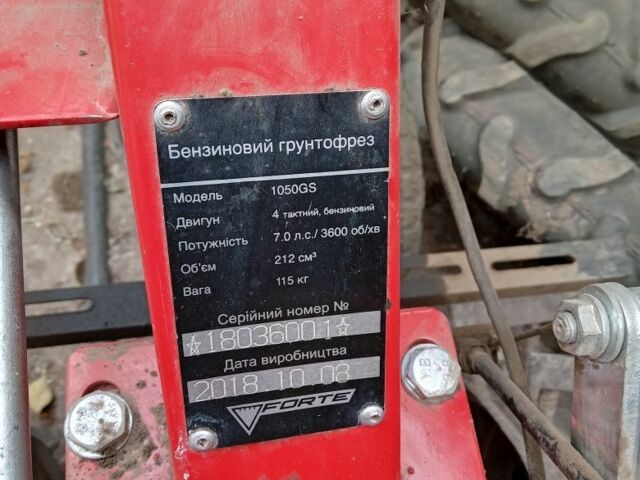 Бензиновий грунтофрез
Модель 1050GS
Двигун 4 тактний, бензиновий
Потужність 7.0 л.с./ 3600 об/хв
Об'єм 212 см³
Вага 115 кг
Серійний номер №
☆18036001☆
Дата виробництва
2018.10.08
FORTE